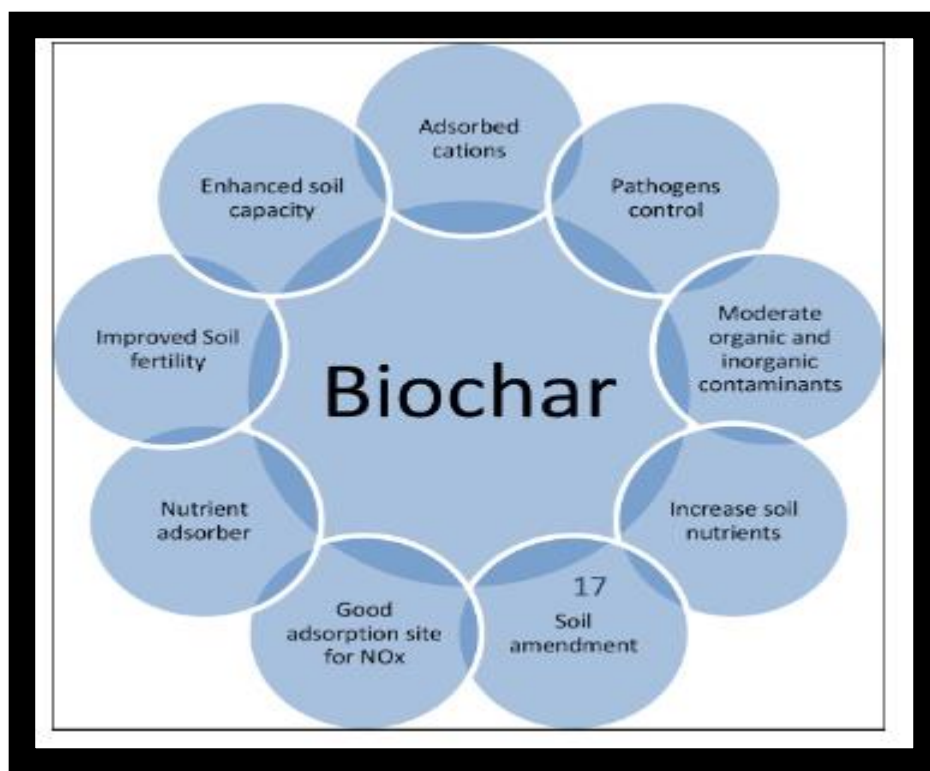 Adsorbed
cations
Pathogens
control
Moderate
organic and
inorganic
contaminants
Increase soil
nutrients
17
Soil
amendment
Good
adsorption site
for NOx
Nutrient
adsorber
Improved Soil
fertility
Enhanced soil
capacity
Biochar